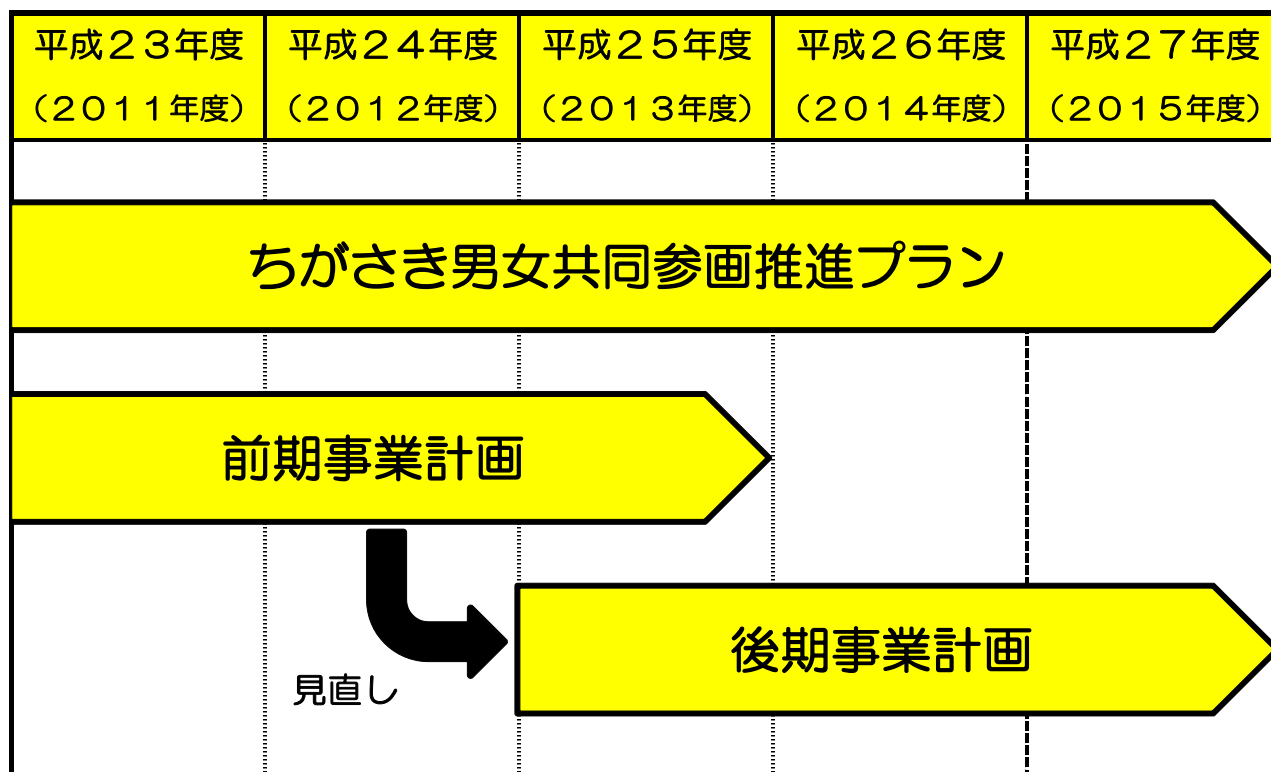 平成２３年度 平成２４年度 平成２５年度 平成２６年度 平成２７年度
（２０１１年度） （２０１２年度） （２０１３年度） （２０１４年度） （２０１５年度）
ちがさき男女共同参画推進プラン
前期事業計画
後期事業計画
見直し